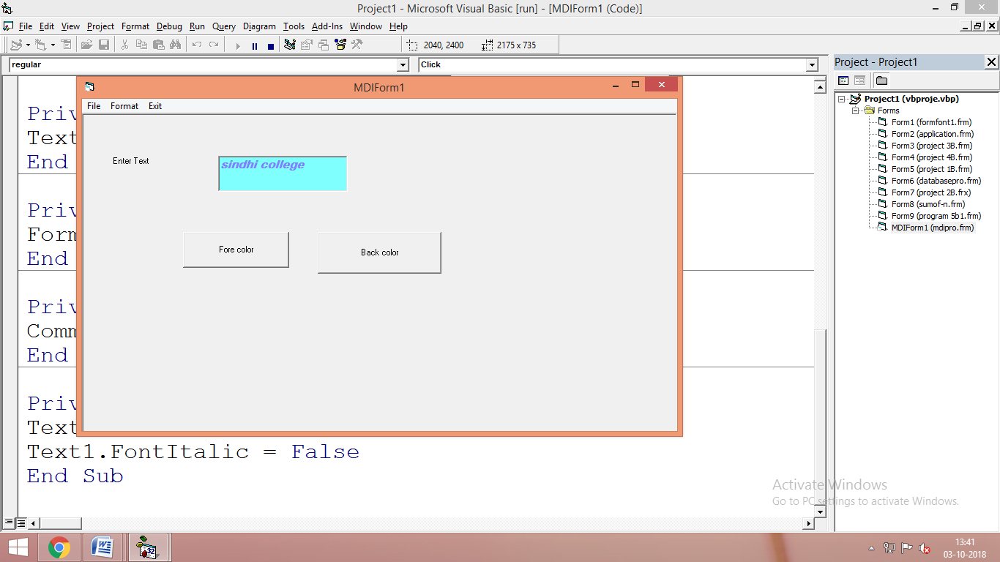 Project1 - Microsoft Visual Basic [run] - [MDIForm1 (Code)]
File Edit View Project Format Debug Run Query Diagram Tools Add-Ins Window Help
2040, 2400 2175 x 735
regular Click
Project - Project1
MDIForm1
File Format Exit
Enter Text
sindhi college
Fore color
Back color
Priv
Text
End
Priv
Form
End
Priv
Comm
End
Priv
Text
Text1.FontItalic = False
End Sub
Project1 (vbproje.vbp)
Forms
Form1 (formfont1.frm)
Form2 (application.frm)
Form3 (project 3B.frm)
Form4 (project 4B.frm)
Form5 (project 1B.frm)
Form6 (databasepro.frm)
Form7 (project 2B.frx)
Form8 (sumof-n.frm)
Form9 (program 5b1.frm)
MDIForm1 (mdipro.frm)
Activate Windows
Go to PC settings to activate Windows.
32
13:41
03-10-2018